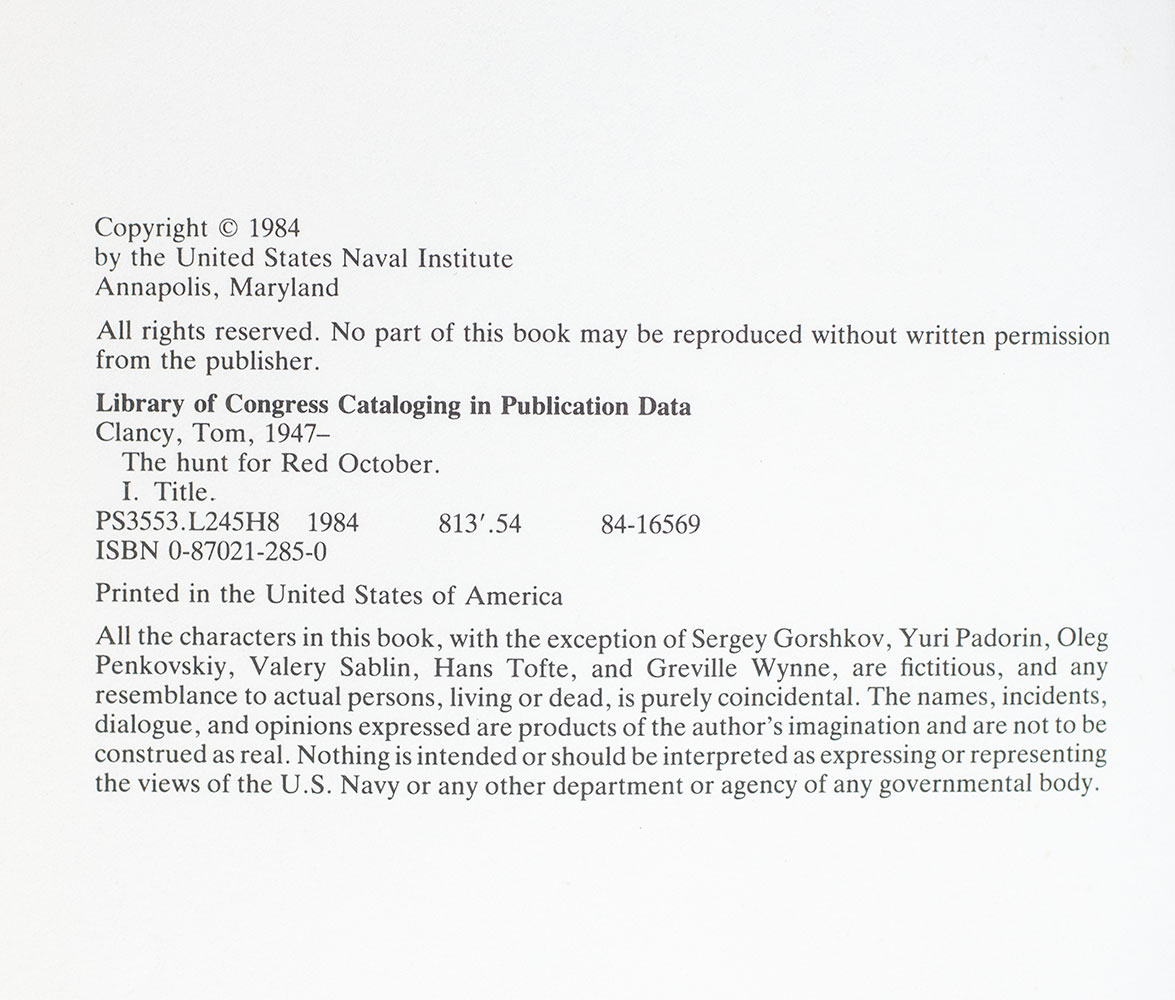 Copyright © 1984
by the United States Naval Institute
Annapolis, Maryland
All rights reserved. No part of this book may be reproduced without written permission
from the publisher.
Library of Congress Cataloging in Publication Data
Clancy, Tom, 1947–
The hunt for Red October.
I. Title.
PS3553.L245H8 1984 813′.54 84-16569
ISBN 0-87021-285-0
Printed in the United States of America
All the characters in this book, with the exception of Sergey Gorshkov, Yuri Padorin, Oleg
Penkovskiy, Valery Sablin, Hans Tofte, and Greville Wynne, are fictitious, and any
resemblance to actual persons, living or dead, is purely coincidental. The names, incidents,
dialogue, and opinions expressed are products of the author's imagination and are not to be
construed as real. Nothing is intended or should be interpreted as expressing or representing
the views of the U.S. Navy or any other department or agency of any governmental body.